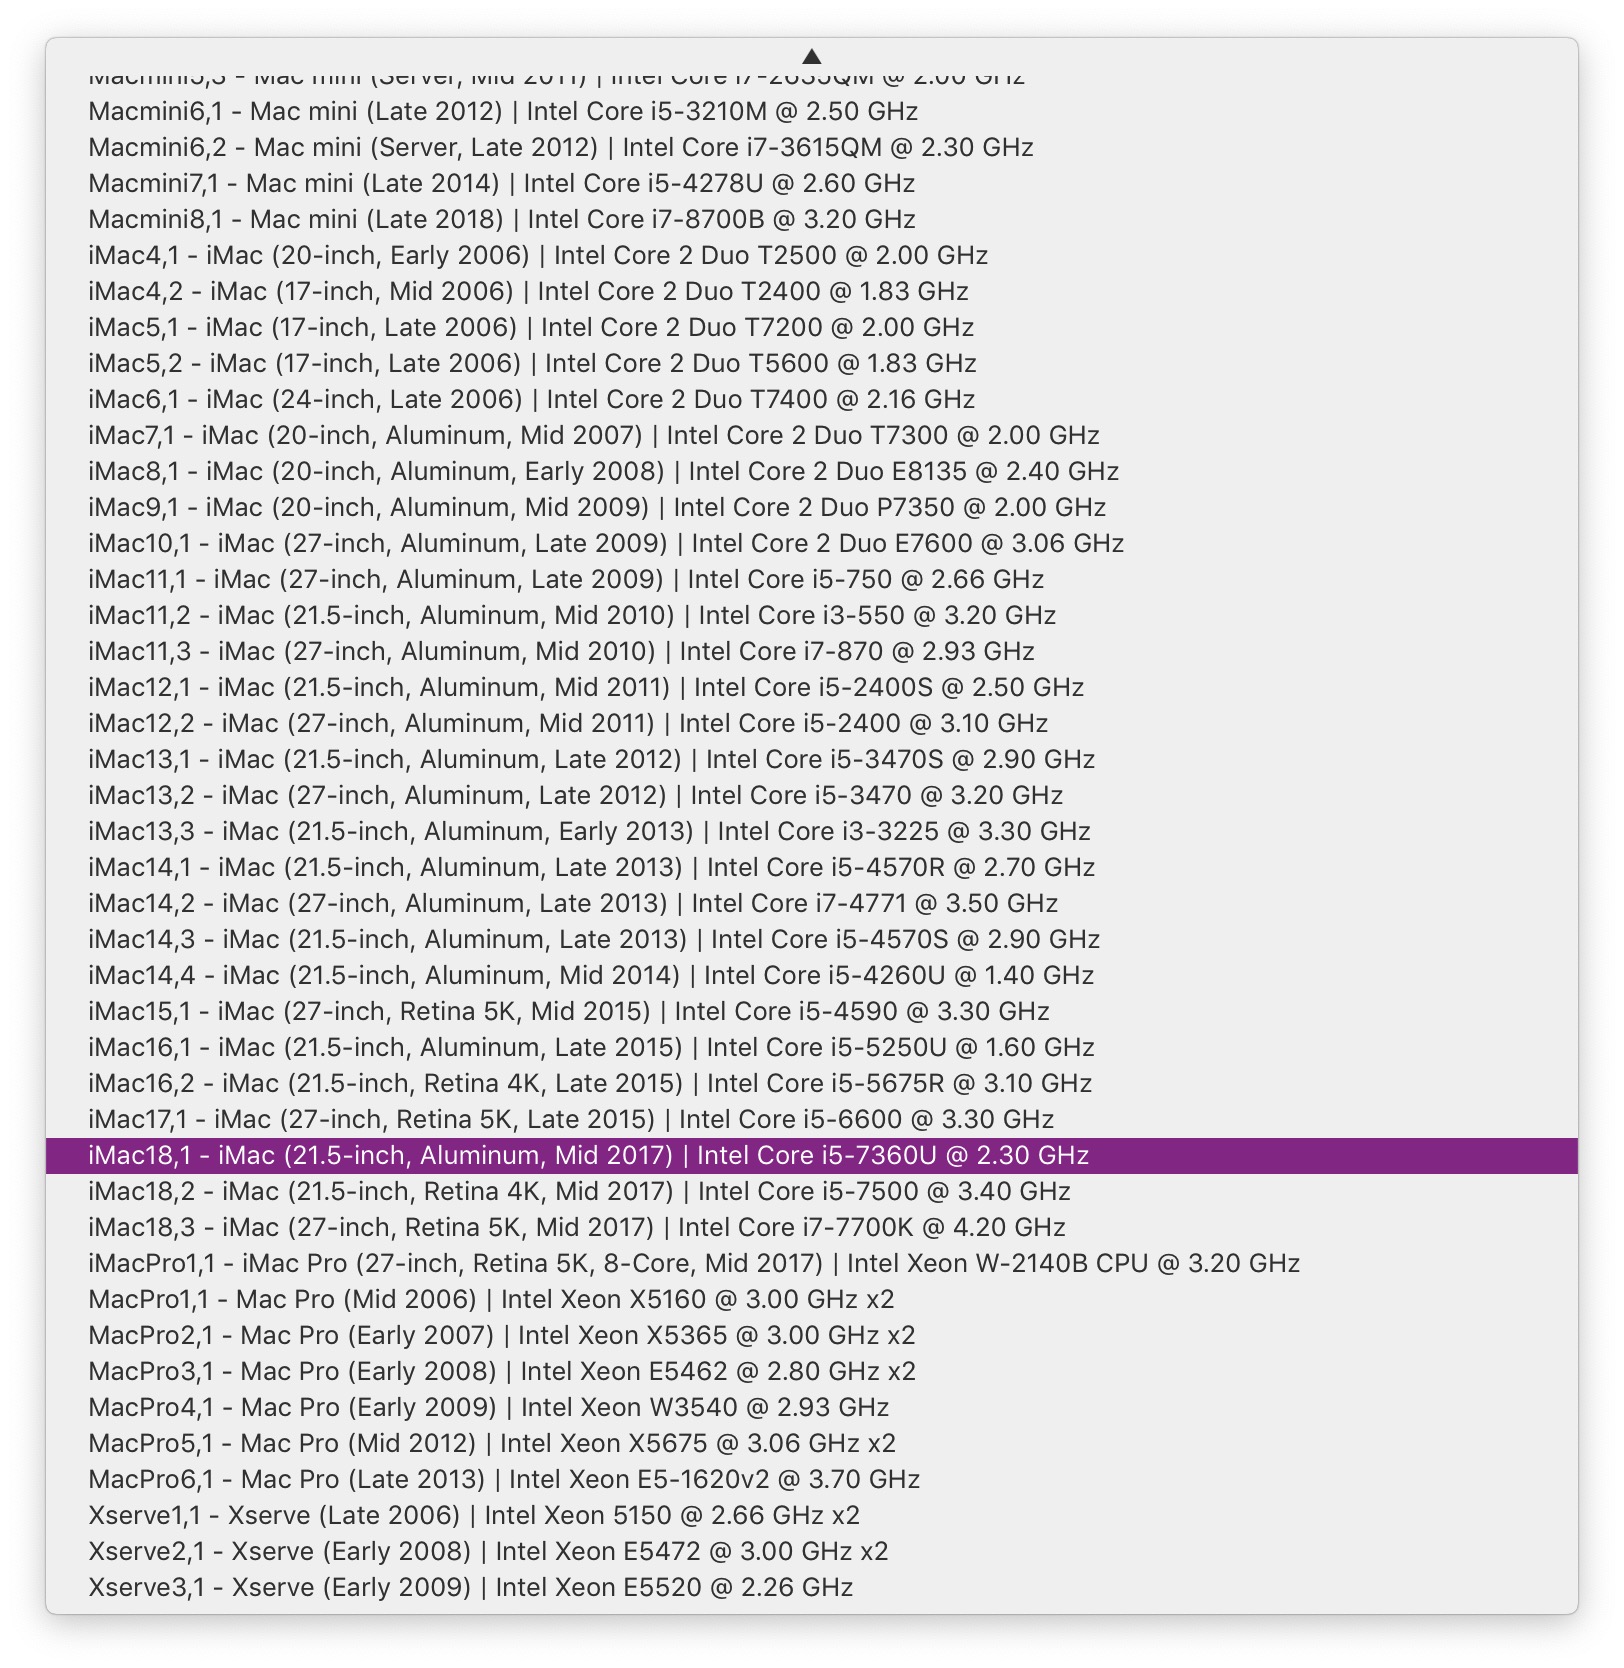 Macmini5,3 - Mac mini (Server, Mid 2011) | Intel Core i7-2635QM @ 2.00 GHz
Macmini6,1 - Mac mini (Late 2012) | Intel Core i5-3210M @ 2.50 GHz
Macmini6,2 - Mac mini (Server, Late 2012) | Intel Core i7-3615QM @ 2.30 GHz
Macmini7,1 - Mac mini (Late 2014) | Intel Core i5-4278U @ 2.60 GHz
Macmini8,1 - Mac mini (Late 2018) | Intel Core i7-8700B @ 3.20 GHz
iMac4,1 - iMac (20-inch, Early 2006) | Intel Core 2 Duo T2500 @ 2.00 GHz
iMac4,2 - iMac (17-inch, Mid 2006) | Intel Core 2 Duo T2400 @ 1.83 GHz
iMac5,1 - iMac (17-inch, Late 2006) | Intel Core 2 Duo T7200 @ 2.00 GHz
iMac5,2 - iMac (17-inch, Late 2006) | Intel Core 2 Duo T5600 @ 1.83 GHz
iMac6,1 - iMac (24-inch, Late 2006) | Intel Core 2 Duo T7400 @ 2.16 GHz
iMac7,1 - iMac (20-inch, Aluminum, Mid 2007) | Intel Core 2 Duo T7300 @ 2.00 GHz
iMac8,1 - iMac (20-inch, Aluminum, Early 2008) | Intel Core 2 Duo E8135 @ 2.40 GHz
iMac9,1 - iMac (20-inch, Aluminum, Mid 2009) | Intel Core 2 Duo P7350 @ 2.00 GHz
iMac10,1 - iMac (27-inch, Aluminum, Late 2009) | Intel Core 2 Duo E7600 @ 3.06 GHz
iMac11,1 - iMac (27-inch, Aluminum, Late 2009) | Intel Core i5-750 @ 2.66 GHz
iMac11,2 - iMac (21.5-inch, Aluminum, Mid 2010) | Intel Core i3-550 @ 3.20 GHz
iMac11,3 - iMac (27-inch, Aluminum, Mid 2010) | Intel Core i7-870 @ 2.93 GHz
iMac12,1 - iMac (21.5-inch, Aluminum, Mid 2011) | Intel Core i5-2400S @ 2.50 GHz
iMac12,2 - iMac (27-inch, Aluminum, Mid 2011) | Intel Core i5-2400 @ 3.10 GHz
iMac13,1 - iMac (21.5-inch, Aluminum, Late 2012) | Intel Core i5-3470S @ 2.90 GHz
iMac13,2 - iMac (27-inch, Aluminum, Late 2012) | Intel Core i5-3470 @ 3.20 GHz
iMac13,3 - iMac (21.5-inch, Aluminum, Early 2013) | Intel Core i3-3225 @ 3.30 GHz
iMac14,1 - iMac (21.5-inch, Aluminum, Late 2013) | Intel Core i5-4570R @ 2.70 GHz
iMac14,2 - iMac (27-inch, Aluminum, Late 2013) | Intel Core i7-4771 @ 3.50 GHz
iMac14,3 - iMac (21.5-inch, Aluminum, Late 2013) | Intel Core i5-4570S @ 2.90 GHz
iMac14,4 - iMac (21.5-inch, Aluminum, Mid 2014) | Intel Core i5-4260U @ 1.40 GHz
iMac15,1 - iMac (27-inch, Retina 5K, Mid 2015) | Intel Core i5-4590 @ 3.30 GHz
iMac16,1 - iMac (21.5-inch, Aluminum, Late 2015) | Intel Core i5-5250U @ 1.60 GHz
iMac16,2 - iMac (21.5-inch, Retina 4K, Late 2015) | Intel Core i5-5675R @ 3.10 GHz
iMac17,1 - iMac (27-inch, Retina 5K, Late 2015) | Intel Core i5-6600 @ 3.30 GHz
iMac18,1 - iMac (21.5-inch, Aluminum, Mid 2017) | Intel Core i5-7360U @ 2.30 GHz
iMac18,2 - iMac (21.5-inch, Retina 4K, Mid 2017) | Intel Core i5-7500 @ 3.40 GHz
iMac18,3 - iMac (27-inch, Retina 5K, Mid 2017) | Intel Core i7-7700K @ 4.20 GHz
iMacPro1,1 - iMac Pro (27-inch, Retina 5K, 8-Core, Mid 2017) | Intel Xeon W-2140B CPU @ 3.20 GHz
MacPro1,1 - Mac Pro (Mid 2006) | Intel Xeon X5160 @ 3.00 GHz x2
MacPro2,1 - Mac Pro (Early 2007) | Intel Xeon X5365 @ 3.00 GHz x2
MacPro3,1 - Mac Pro (Early 2008) | Intel Xeon E5462 @ 2.80 GHz x2
MacPro4,1 - Mac Pro (Early 2009) | Intel Xeon W3540 @ 2.93 GHz
MacPro5,1 - Mac Pro (Mid 2012) | Intel Xeon X5675 @ 3.06 GHz x2
MacPro6,1 - Mac Pro (Late 2013) | Intel Xeon E5-1620v2 @ 3.70 GHz
Xserve1,1 - Xserve (Late 2006) | Intel Xeon 5150 @ 2.66 GHz x2
Xserve2,1 - Xserve (Early 2008) | Intel Xeon E5472 @ 3.00 GHz x2
Xserve3,1 - Xserve (Early 2009) | Intel Xeon E5520 @ 2.26 GHz